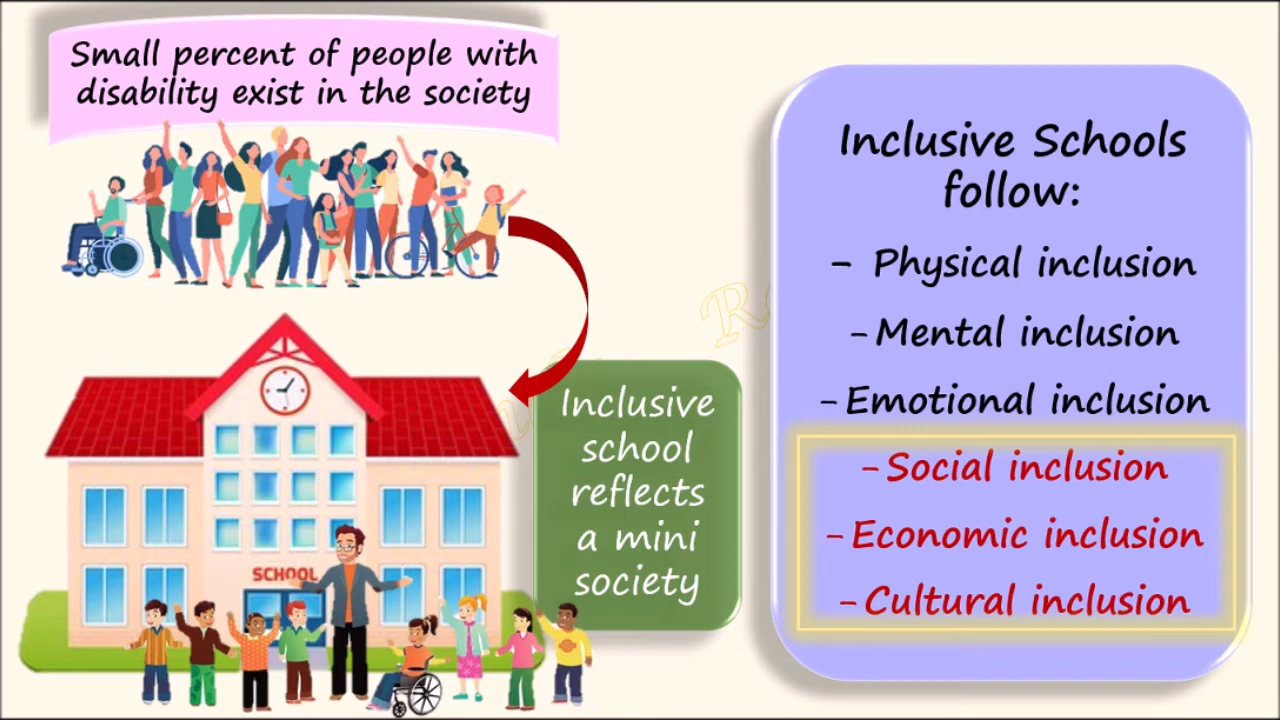 Small percent of people with
disability exist in the society
Inclusive
school
reflects
a mini
society
SCHOOL
Inclusive Schools
follow:
- Physical inclusion
- Mental inclusion
- Emotional inclusion
- Social inclusion
- Economic inclusion
- Cultural inclusion